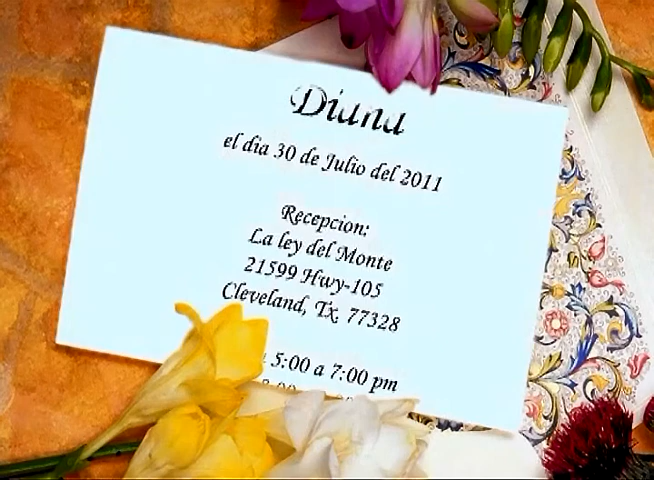 Diana
el dia 30 de Julio del 2011
Recepcion:
La ley del Monte
21599 Hwy-105
Cleveland, Tx, 77328
5:00 a 7:00 pm